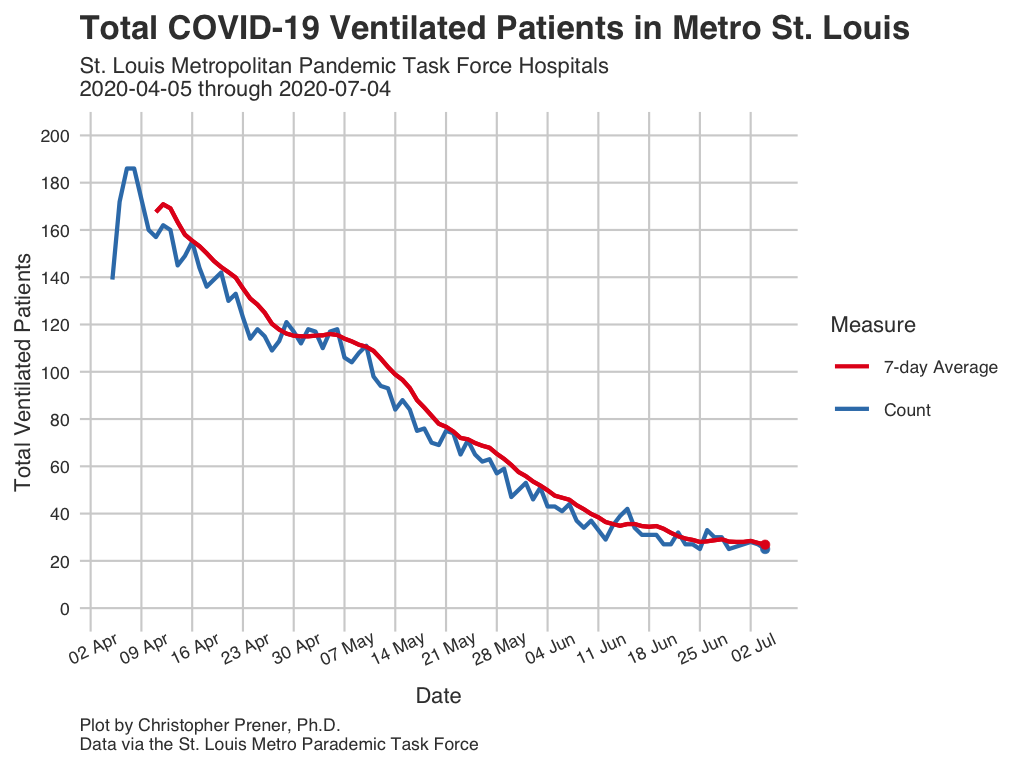 Total COVID-19 Ventilated Patients in Metro St. Louis
St. Louis Metropolitan Pandemic Task Force Hospitals
2020-04-05 through 2020-07-04
Total Ventilated Patients
200
180
160
140
120
100
80
60
40
20
0
02 Apr
09 Apr
16 Apr
23 Apr
30 Apr
07 May
14 May
21 May
28 May
04 Jun
11 Jun
18 Jun
25 Jun
02 Jul
Date
Measure
7-day Average
Count
Plot by Christopher Prener, Ph.D.
Data via the St. Louis Metro Parademic Task Force